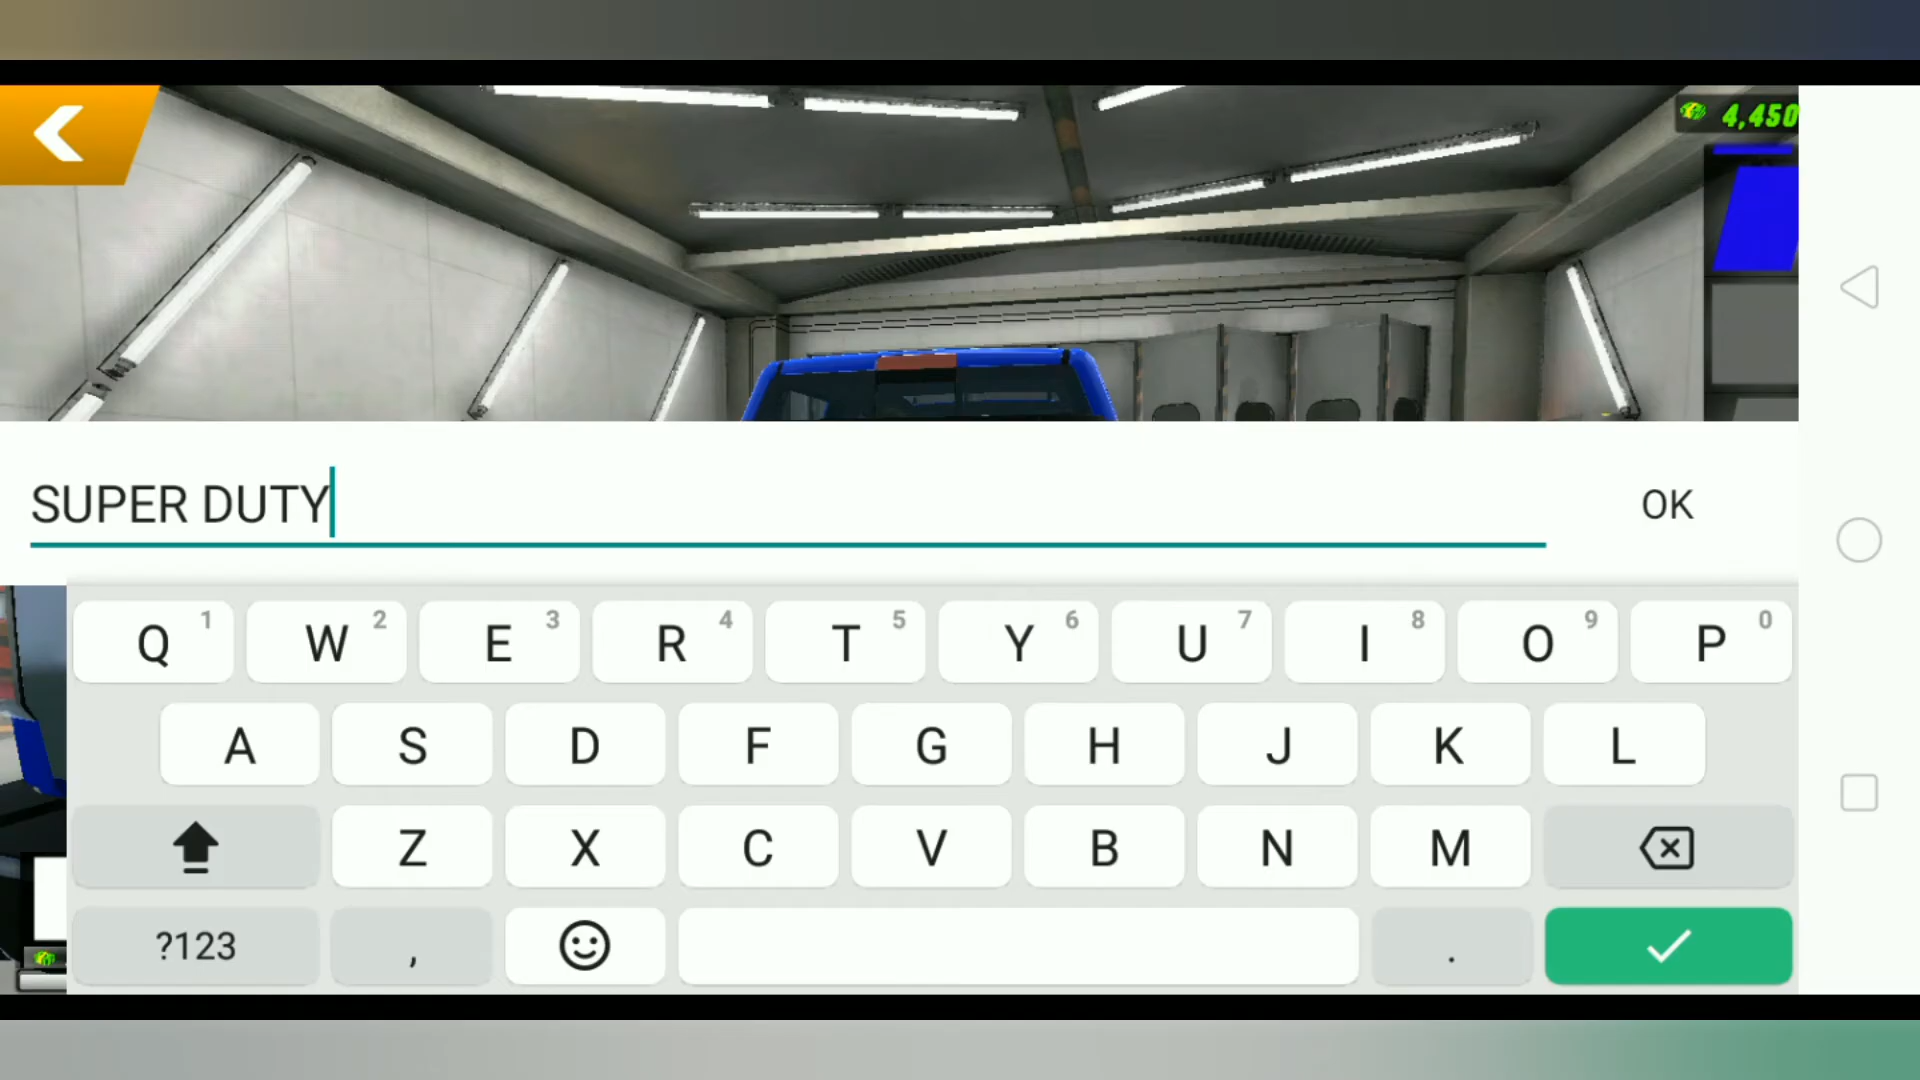 4,450
SUPER DUTY
OK
Q 1 W 2 E 3 R 4 T 5 Y 6 U 7 I 8 O 9 P 0
A S D F G H J K L
Z X C V B N M
?123 , .